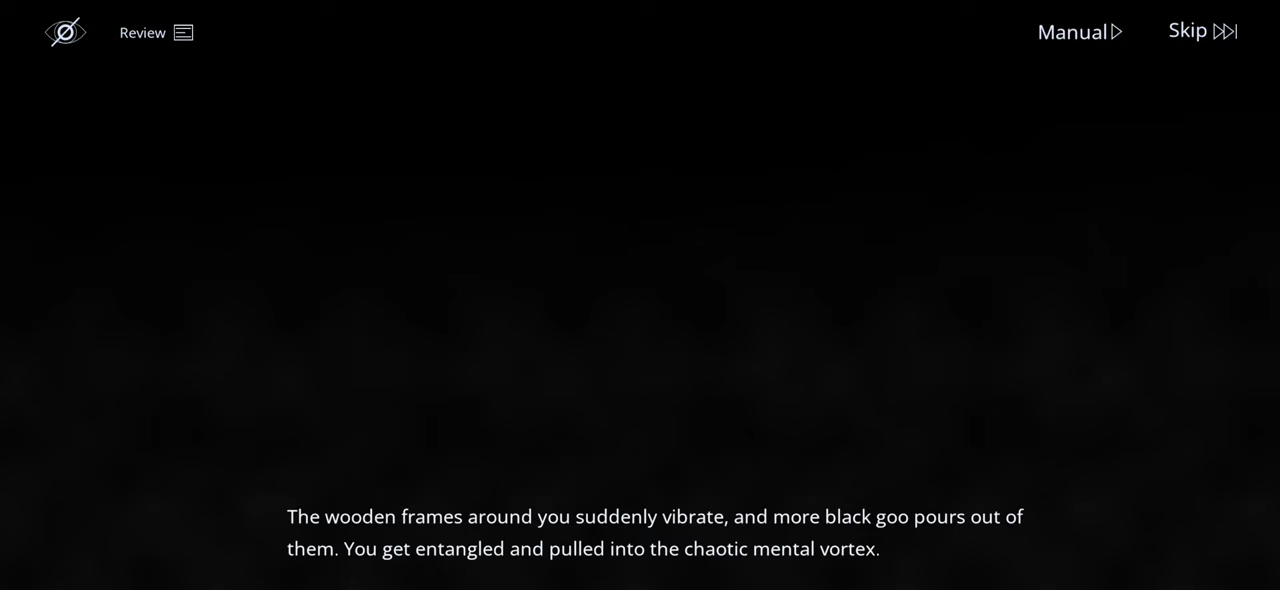 Review
Manual
Skip
The wooden frames around you suddenly vibrate, and more black goo pours out of
them. You get entangled and pulled into the chaotic mental vortex.